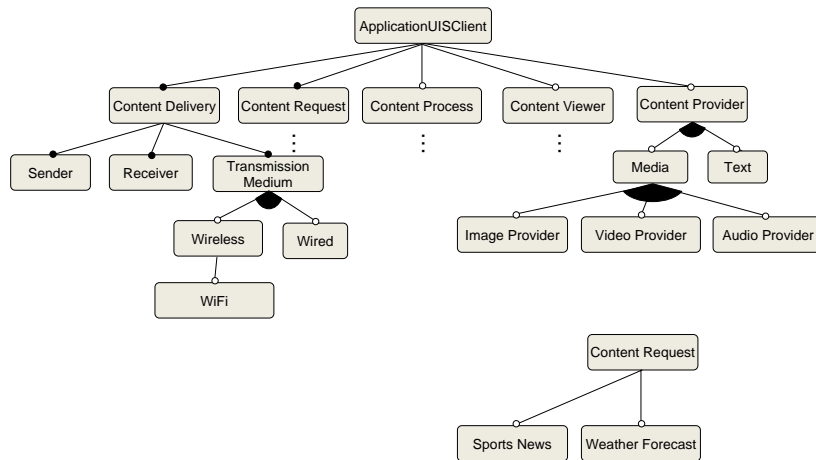 ApplicationUISClient
Content Delivery
Content Request
Content Process
Content Viewer
Content Provider
Sender
Receiver
Transmission
Medium
Media
Text
Wireless
Wired
Image Provider
Video Provider
Audio Provider
WiFi
Content Request
Sports News
Weather Forecast